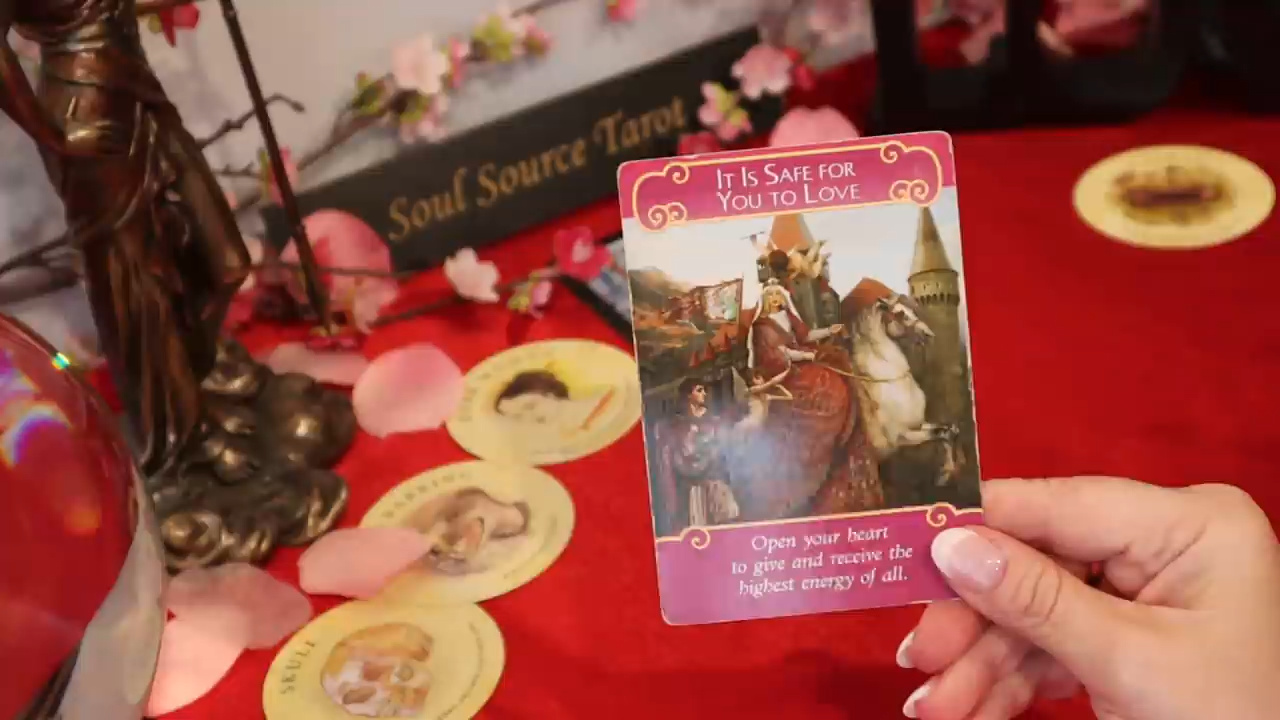 Soul Source Tarot
IT IS SAFE FOR
YOU TO LOVE
Open your heart
to give and receive the
highest energy of all.
SKULL